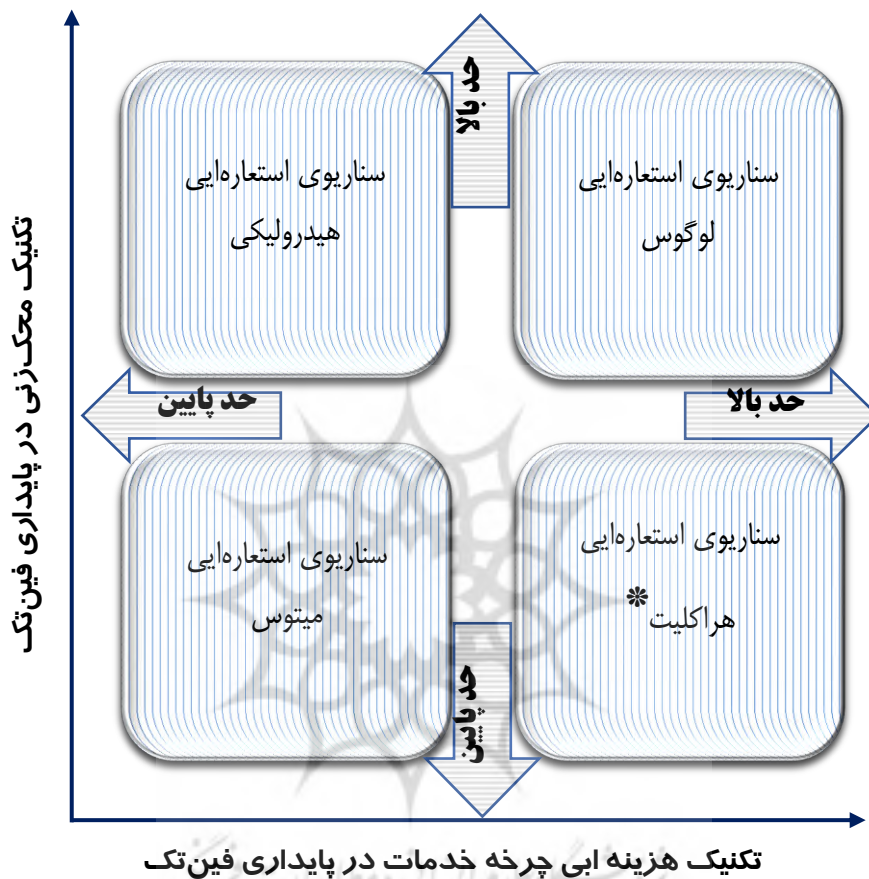 حد بالا
سناریوی استعاره‌ایی
لوگوس
سناریوی استعاره‌ایی
هیدرولیکی
تکنیک محک‌زنی در پایداری فین‌تک
حد بالا
حد پایین
سناریوی استعاره‌ایی
هراکلیت*
سناریوی استعاره‌ایی
میتوس
حد پایین
تکنیک هزینه ابی چرخه خدمات در پایداری فین‌تک